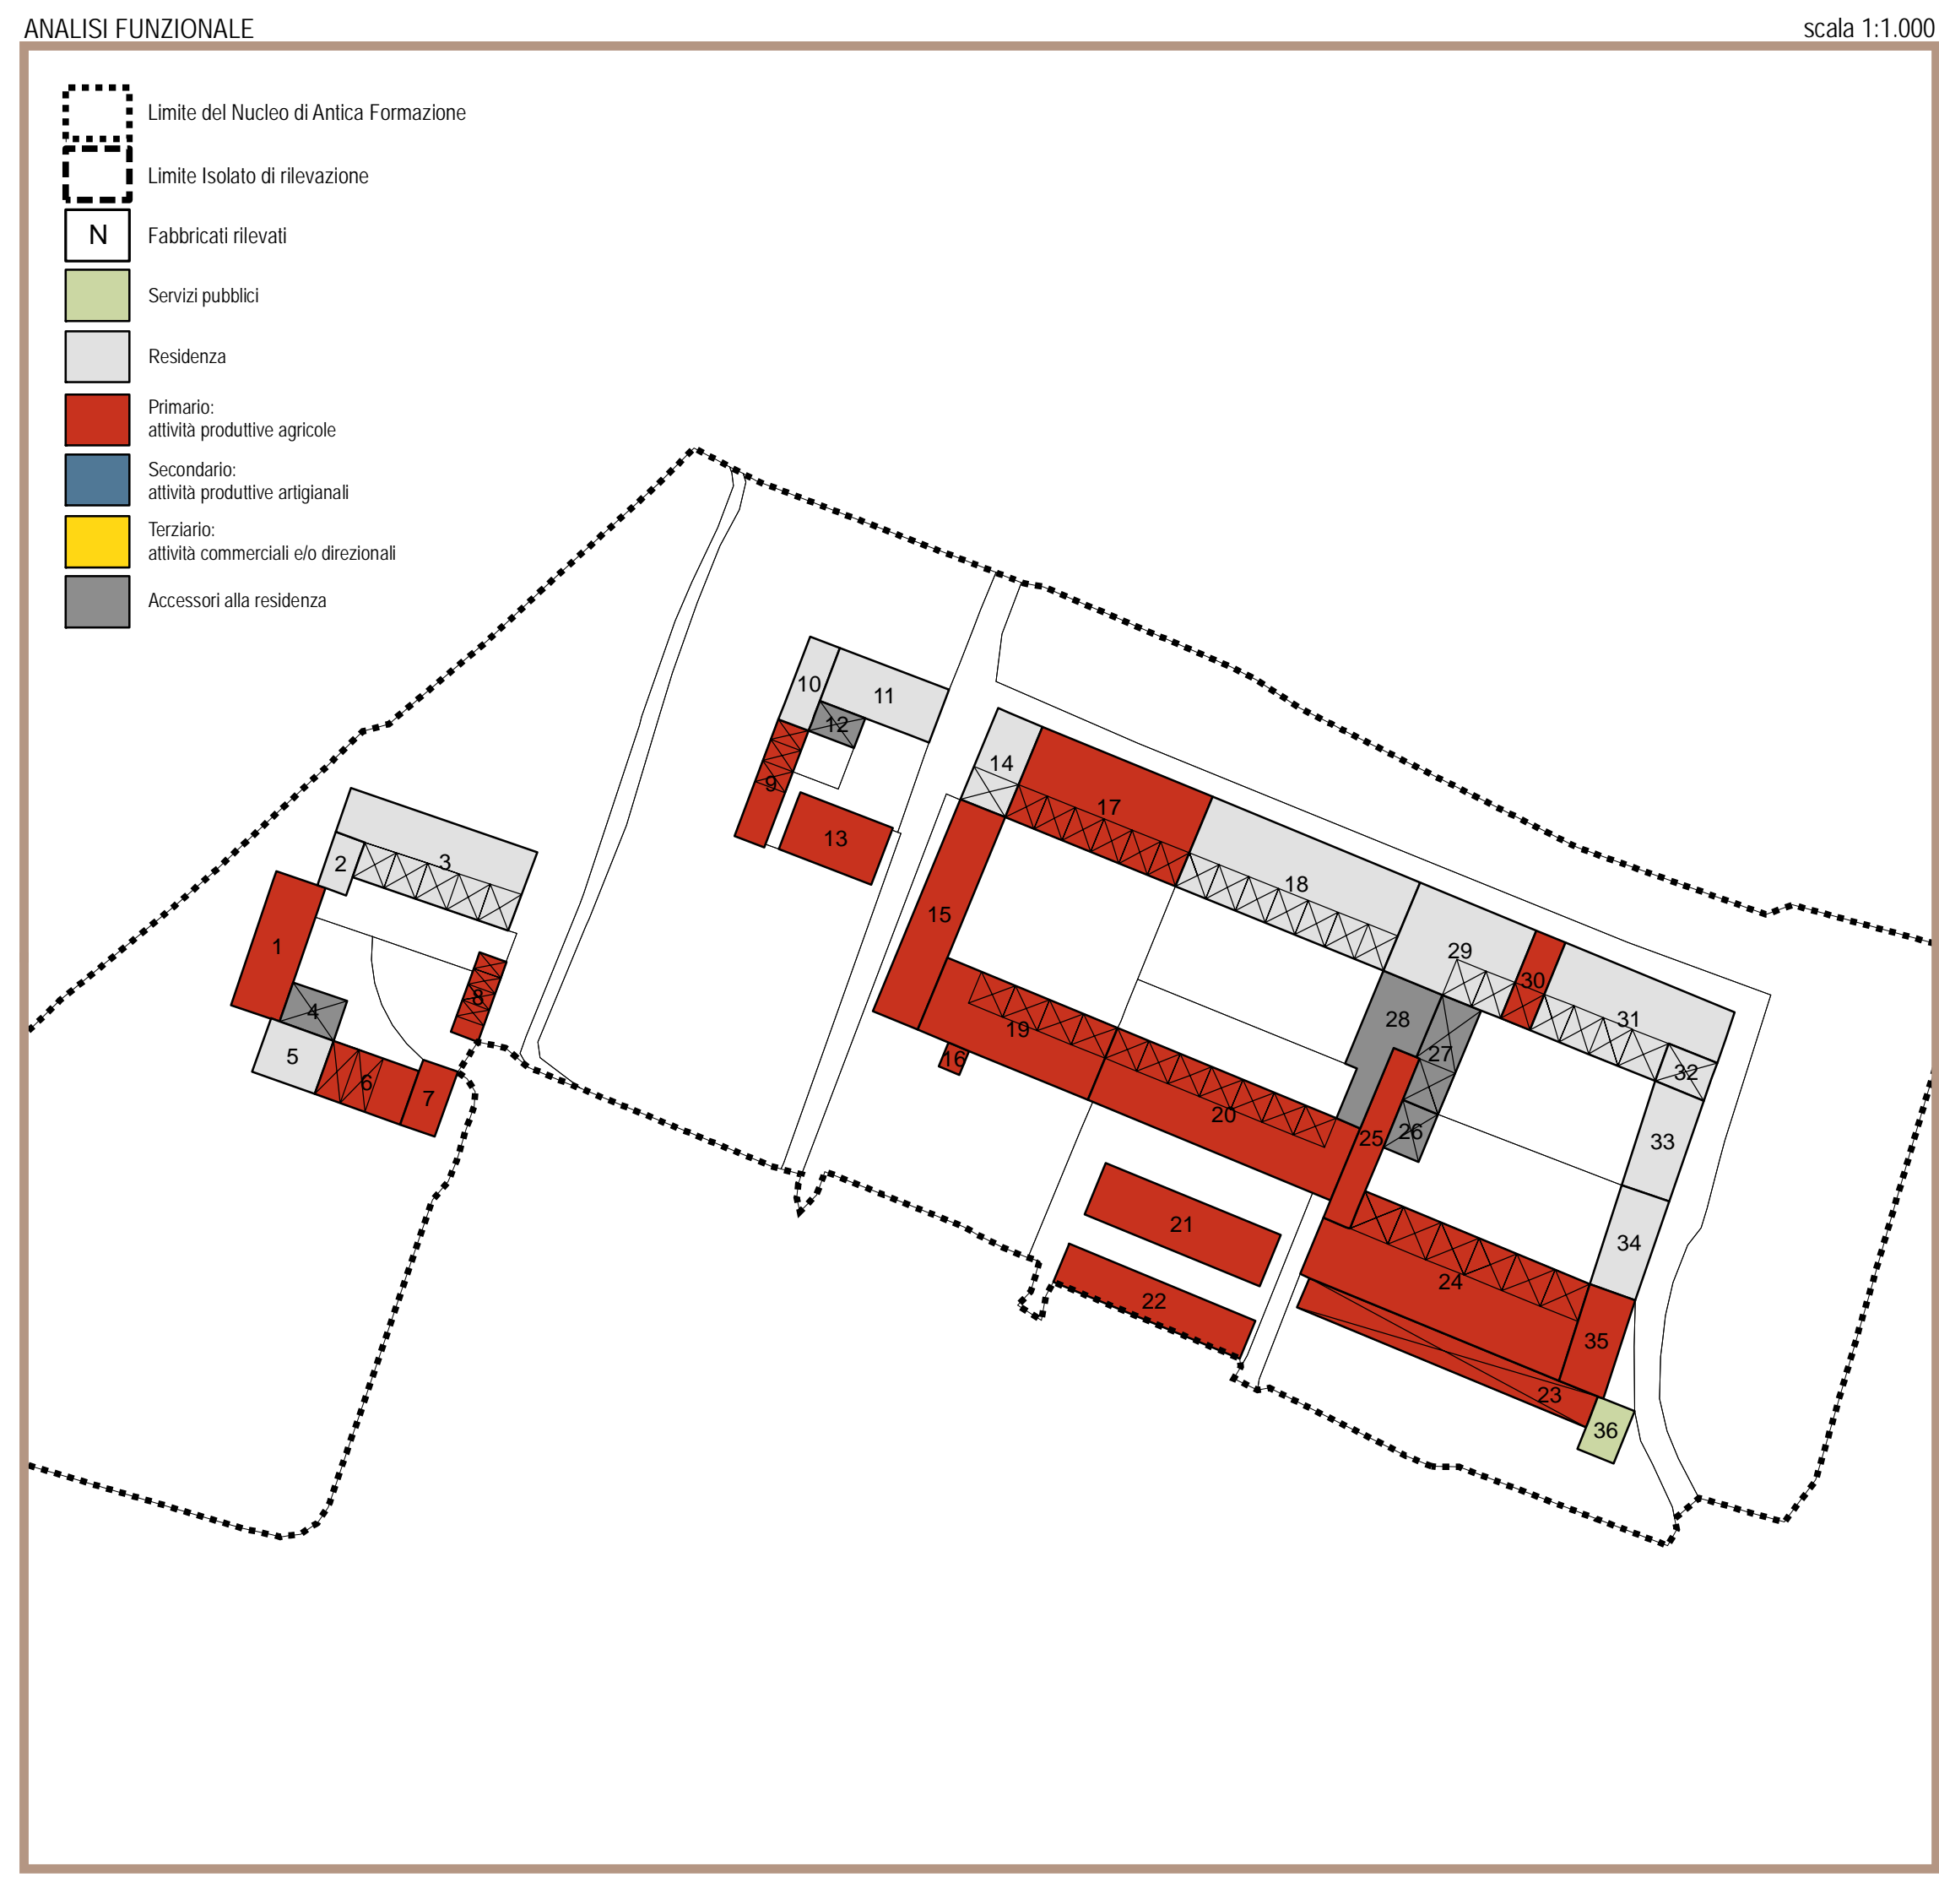 ANALISI FUNZIONALE
scala 1:1.000
Limite del Nucleo di Antica Formazione
Limite Isolato di rilevazione
N
Fabbricati rilevati
Servizi pubblici
Residenza
Primario:
attività produttive agricole
Secondario:
attività produttive artigianali
Terziario:
attività commerciali e/o direzionali
Accessori alla residenza
1
2
3
4
5
6
7
8
9
10
11
12
13
14
15
16
17
18
19
20
21
22
23
24
25
26
27
28
29
30
31
32
33
34
35
36